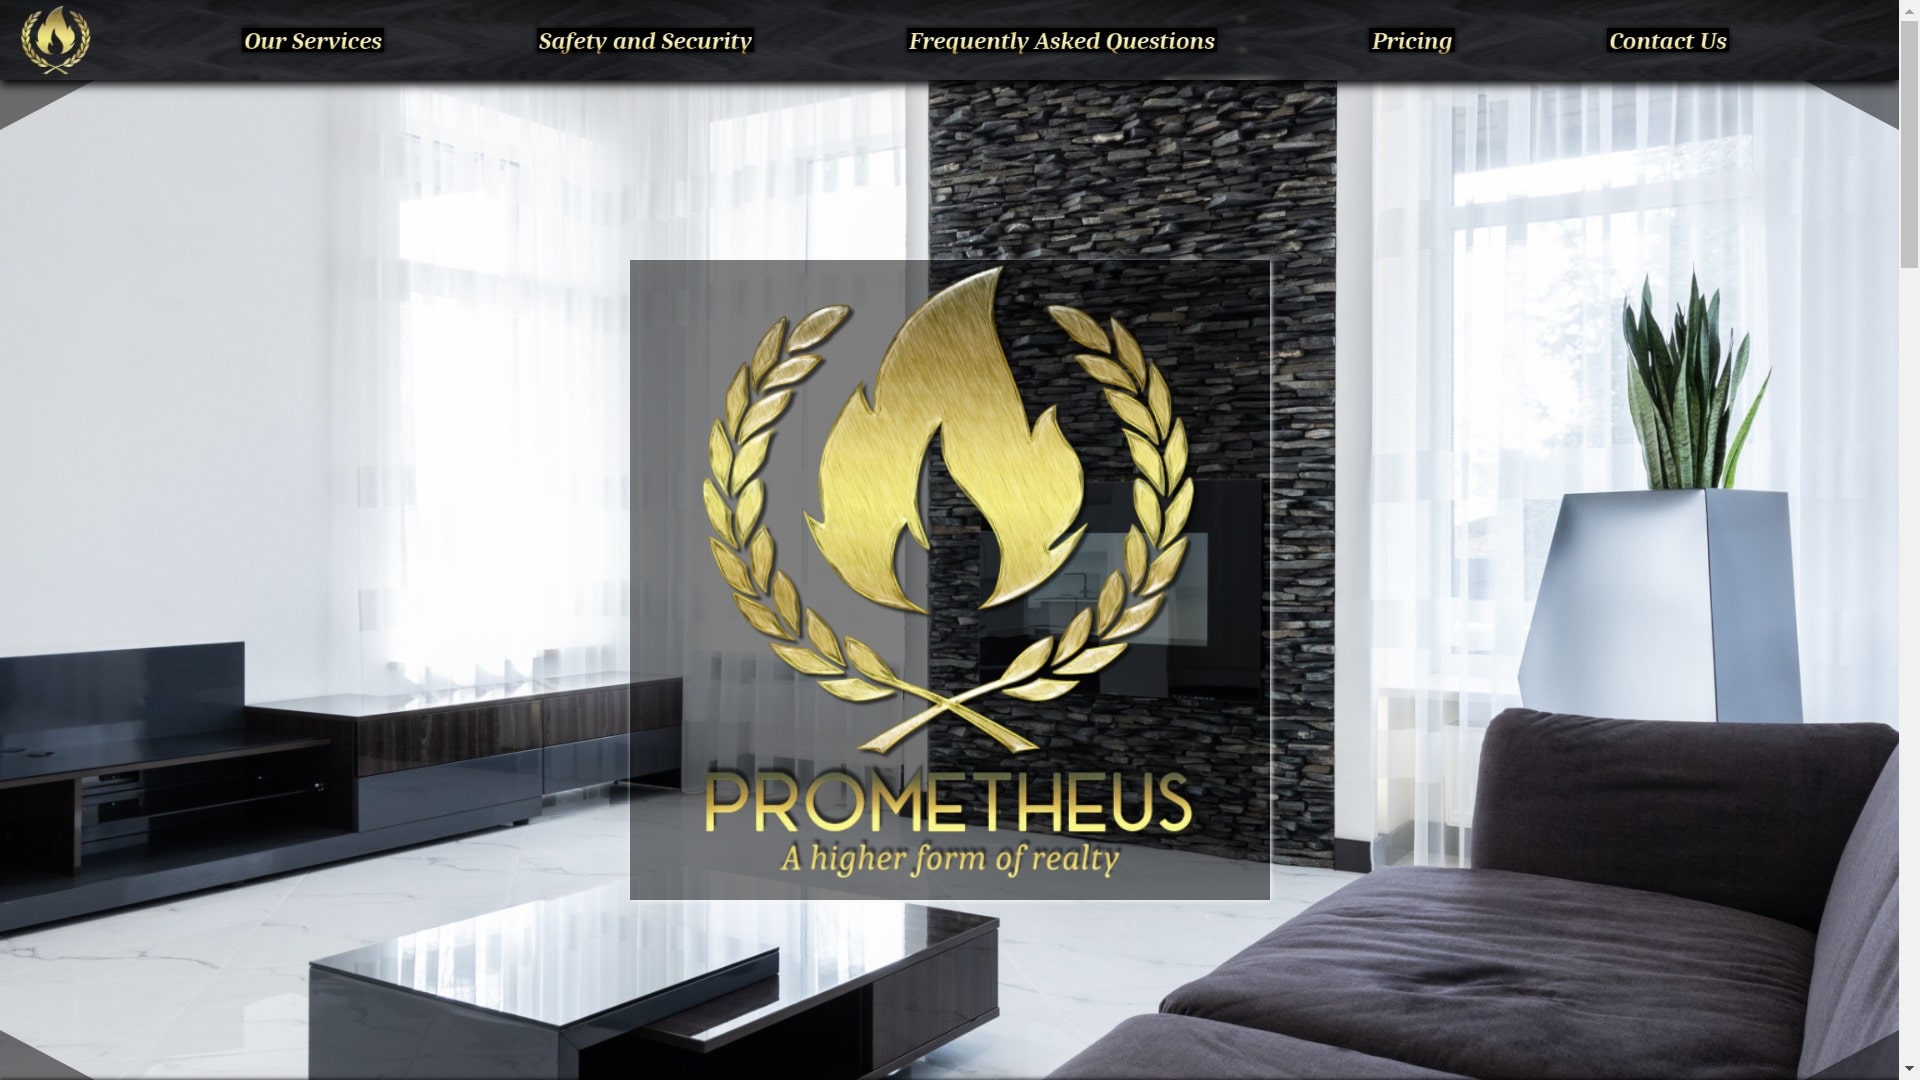 Our Services
Safety and Security
Frequently Asked Questions
Pricing
Contact Us
PROMETHEUS
A higher form of realty